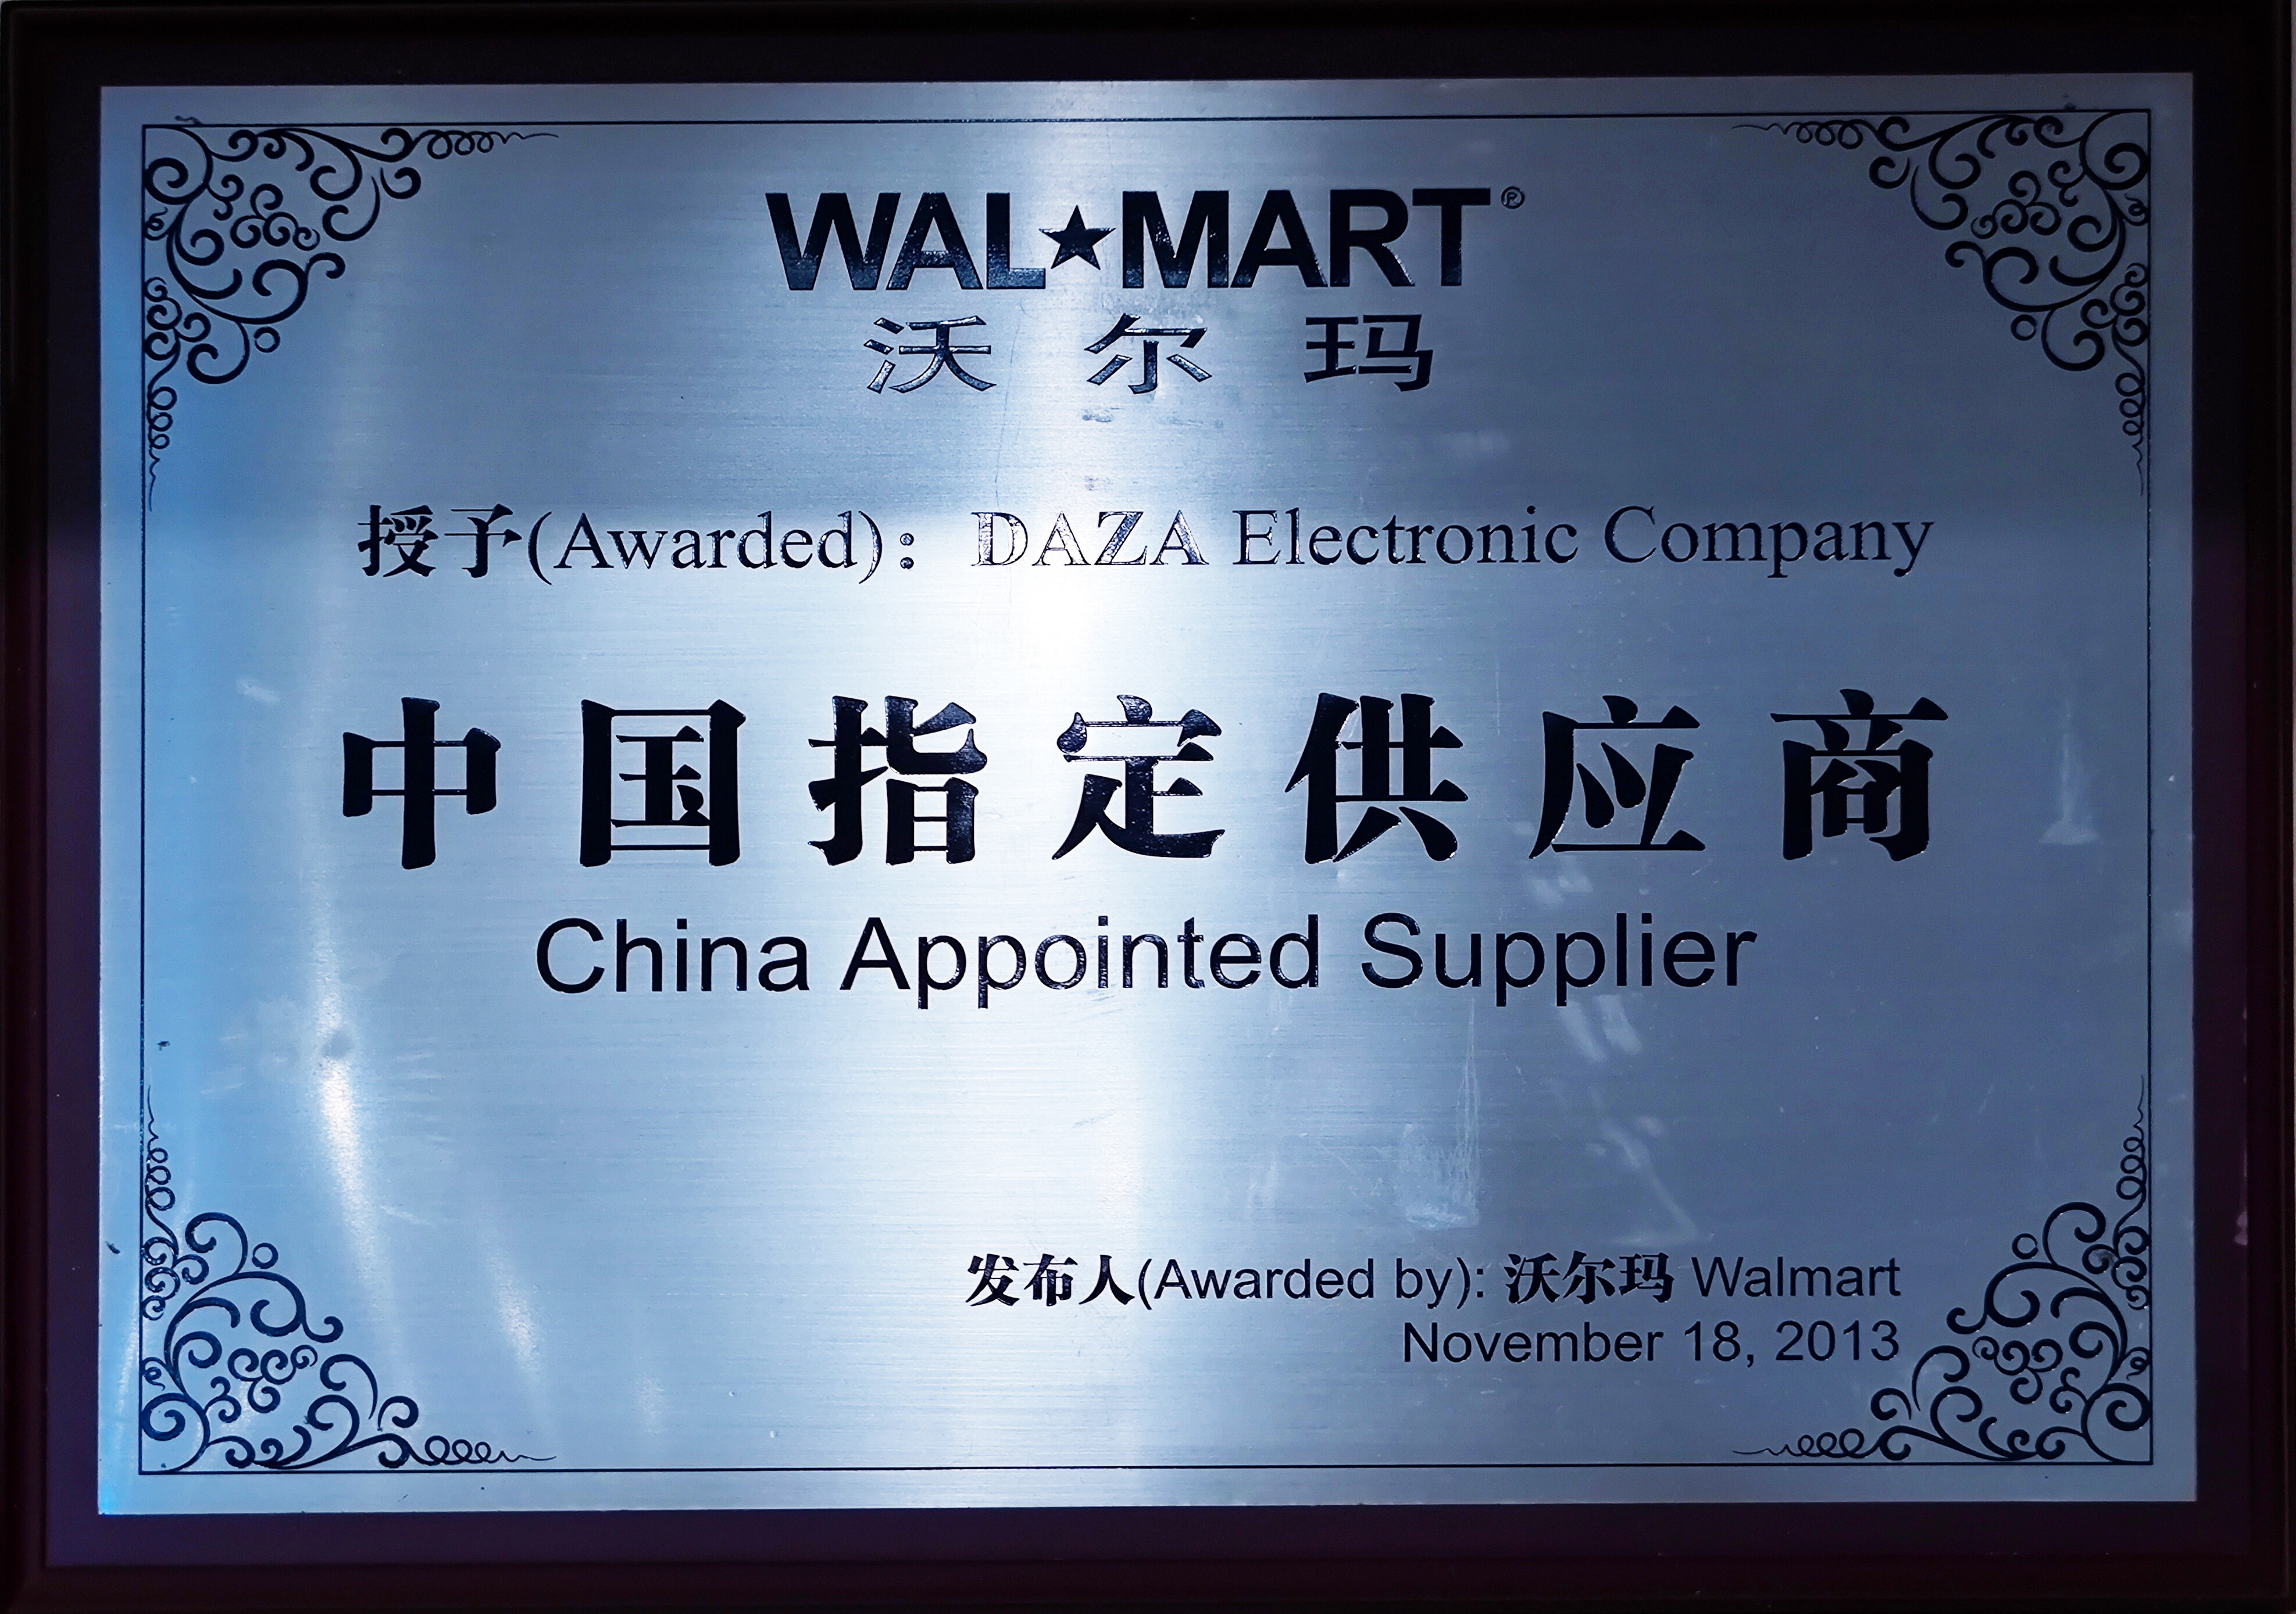 WAL★MART®
沃尔玛
授予(Awarded)：DAZA Electronic Company
中国指定供应商
China Appointed Supplier
发布人(Awarded by): 沃尔玛 Walmart
November 18, 2013